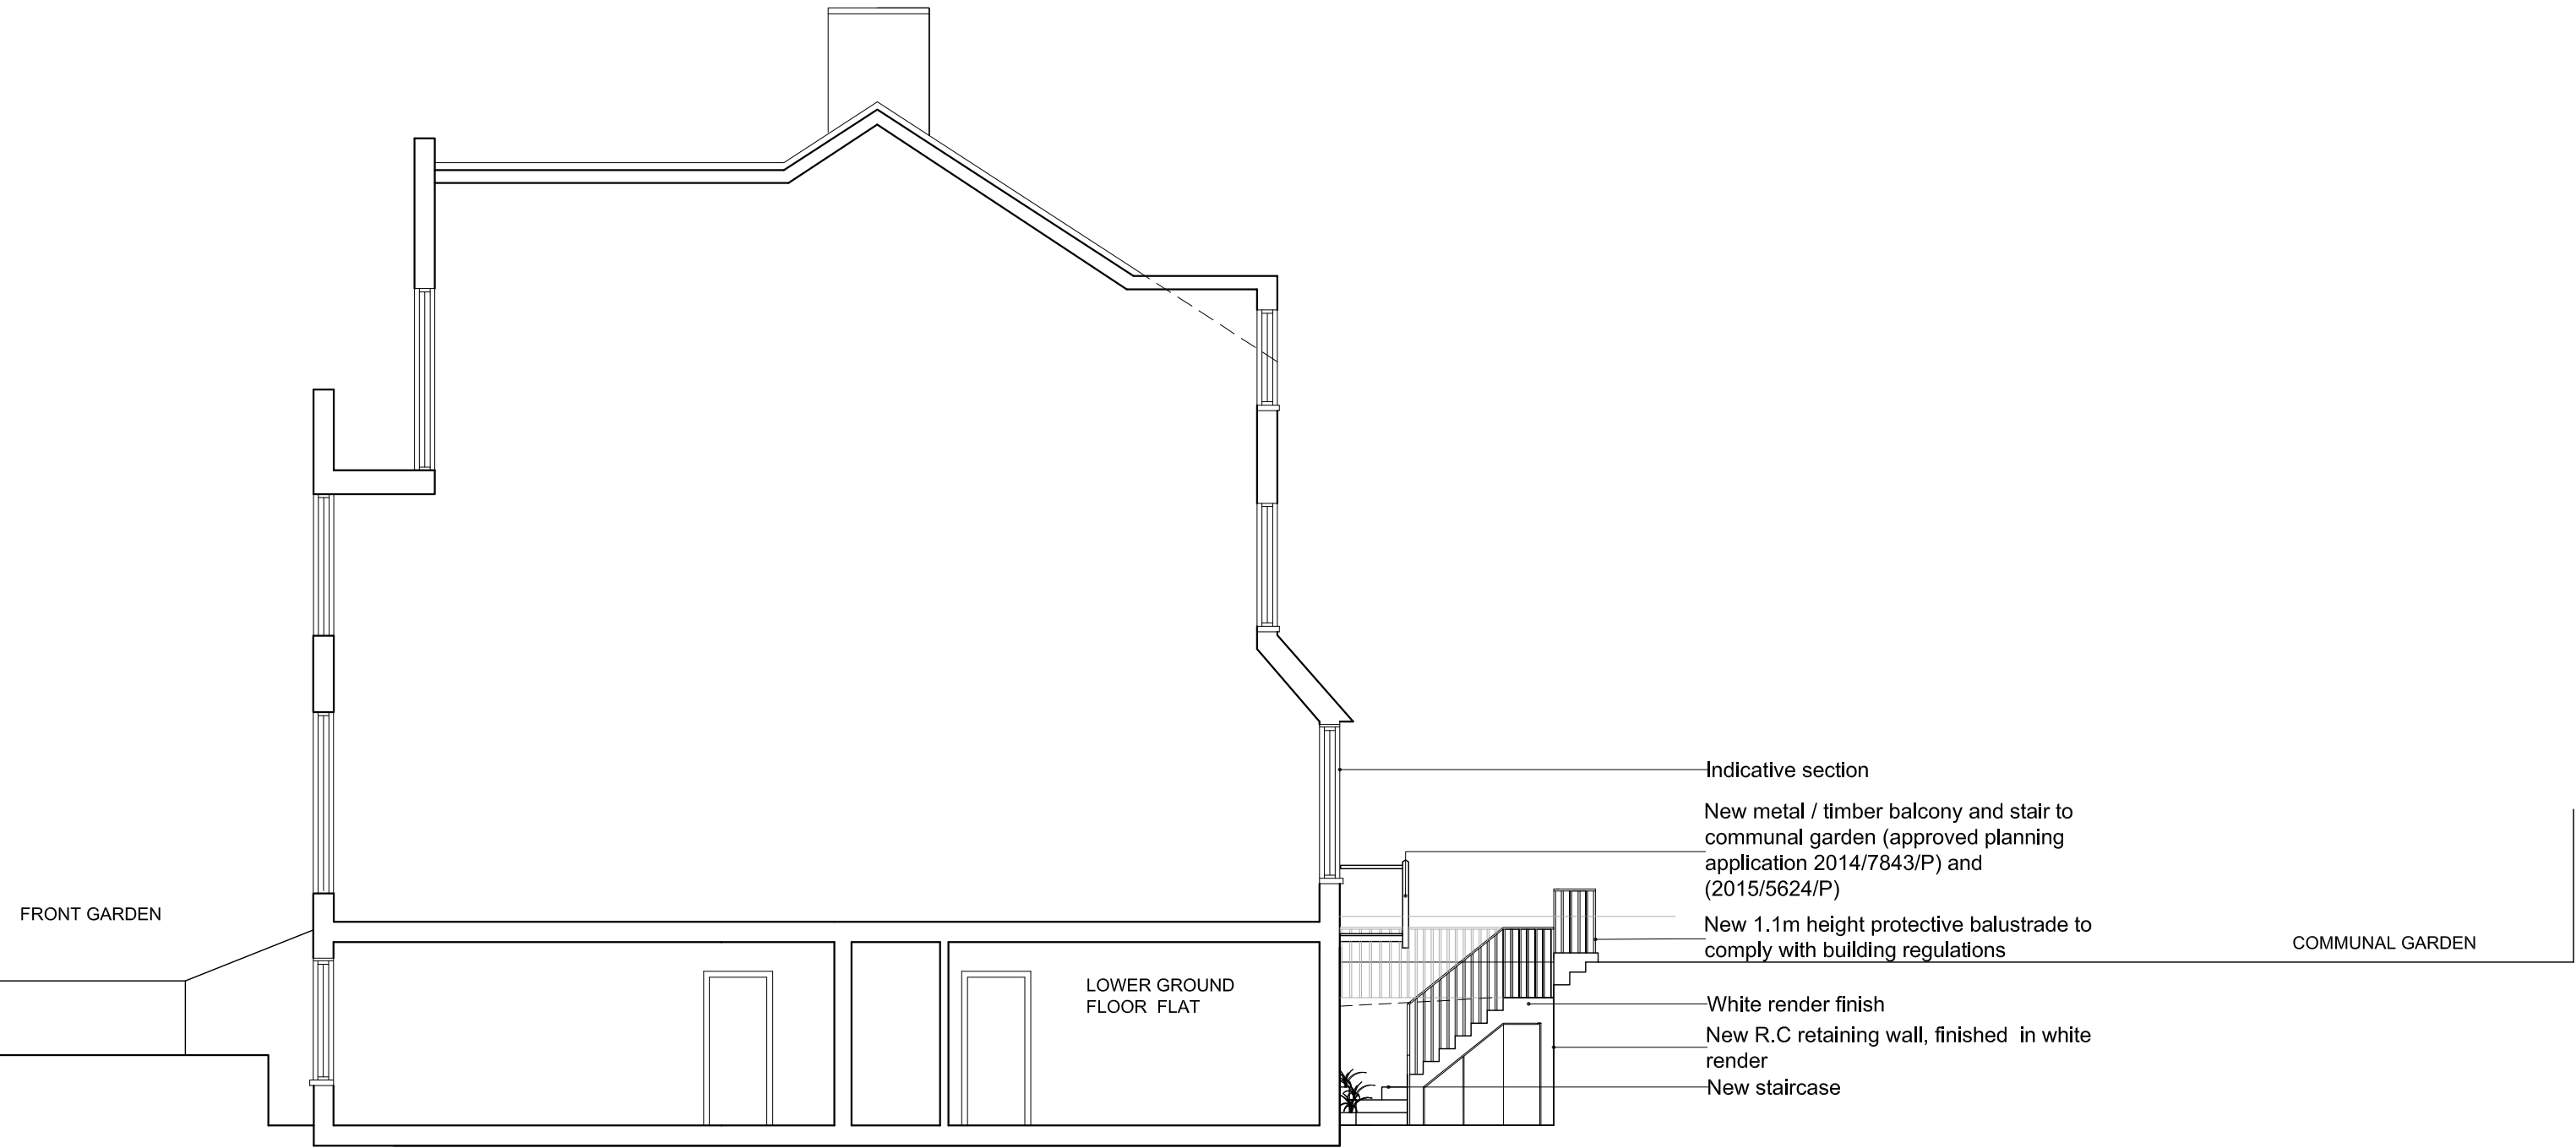 Indicative section
New metal / timber balcony and stair to
communal garden (approved planning
application 2014/7843/P) and
(2015/5624/P)
FRONT GARDEN
New 1.1m height protective balustrade to
comply with building regulations
COMMUNAL GARDEN
LOWER GROUND
FLOOR FLAT
White render finish
New R.C retaining wall, finished in white
render
New staircase